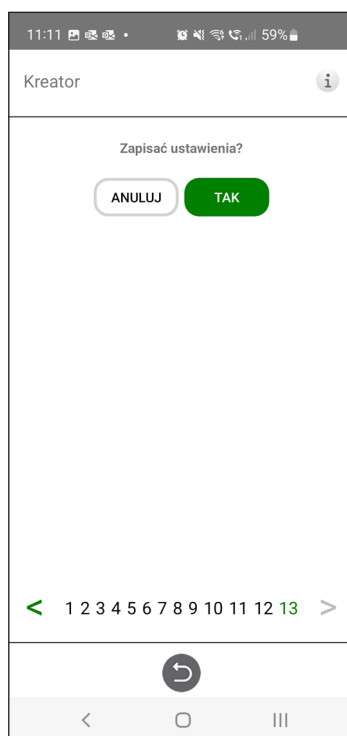 11:11 59%
Kreator i
Zapisać ustawienia?
ANULUJ TAK
< 1 2 3 4 5 6 7 8 9 10 11 12 13 >